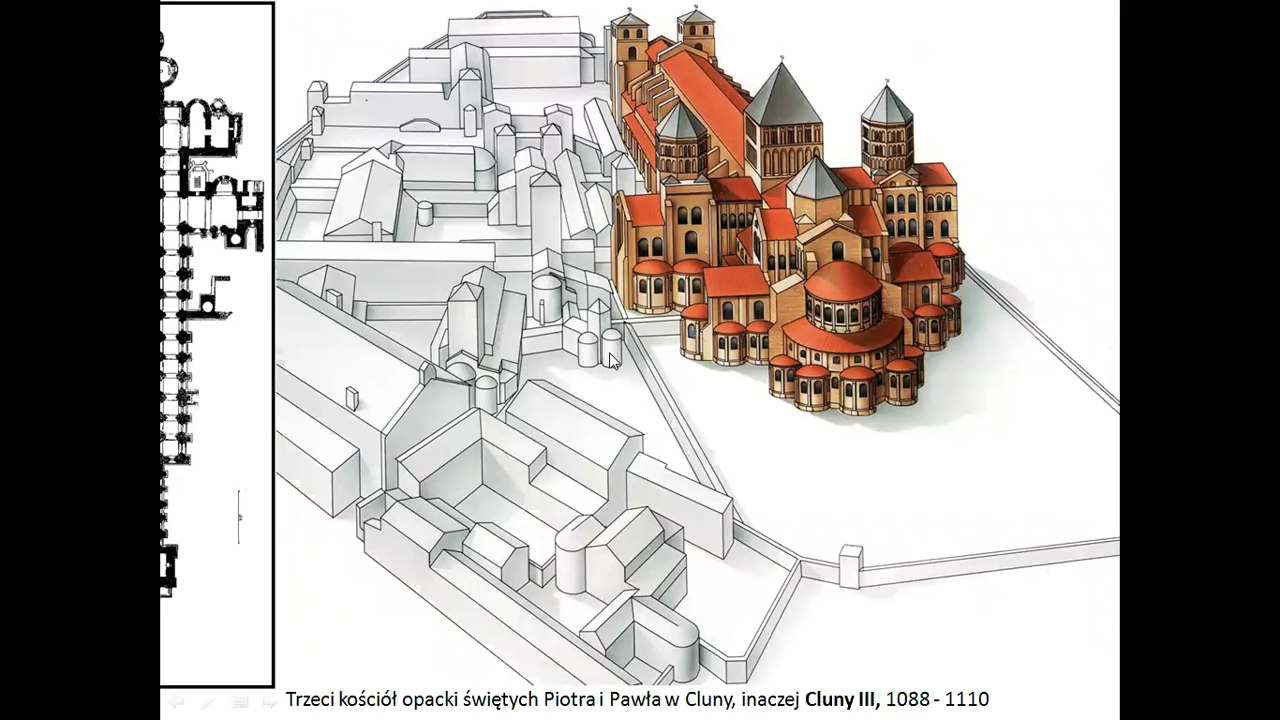 Trzeci kościół opacki świętych Piotra i Pawła w Cluny, inaczej Cluny III, 1088 - 1110